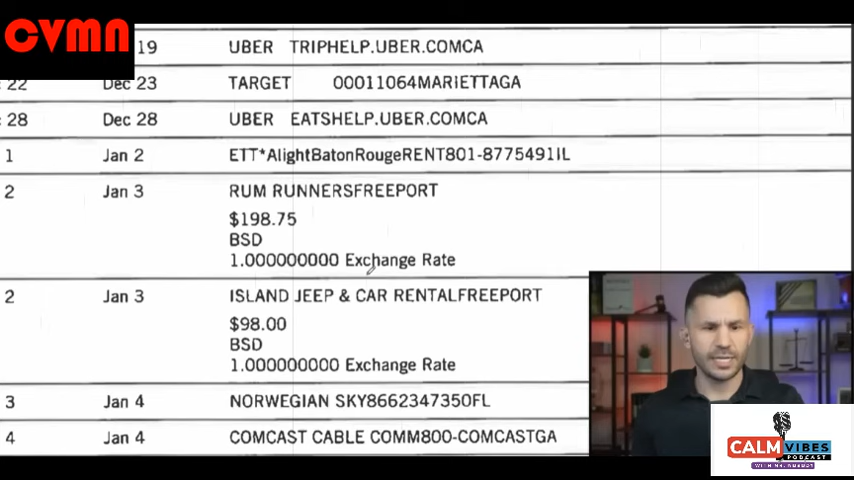 CVMN
19 UBER TRIPHELP.UBER.COMCA
22 Dec 23 TARGET 00011064MARIETTAGA
28 Dec 28 UBER EATSHELP.UBER.COMCA
1 Jan 2 ETT*AlightBatonRougeRENT801-8775491IL
2 Jan 3 RUM RUNNERSFREEPORT
$198.75
BSD
1.000000000 Exchange Rate
2 Jan 3 ISLAND JEEP & CAR RENTALFREEPORT
$98.00
BSD
1.000000000 Exchange Rate
3 Jan 4 NORWEGIAN SKY8662347350FL
4 Jan 4 COMCAST CABLE COMM800-COMCASTGA
CALM VIBES
PODCAST
WITH MR. NOBODY